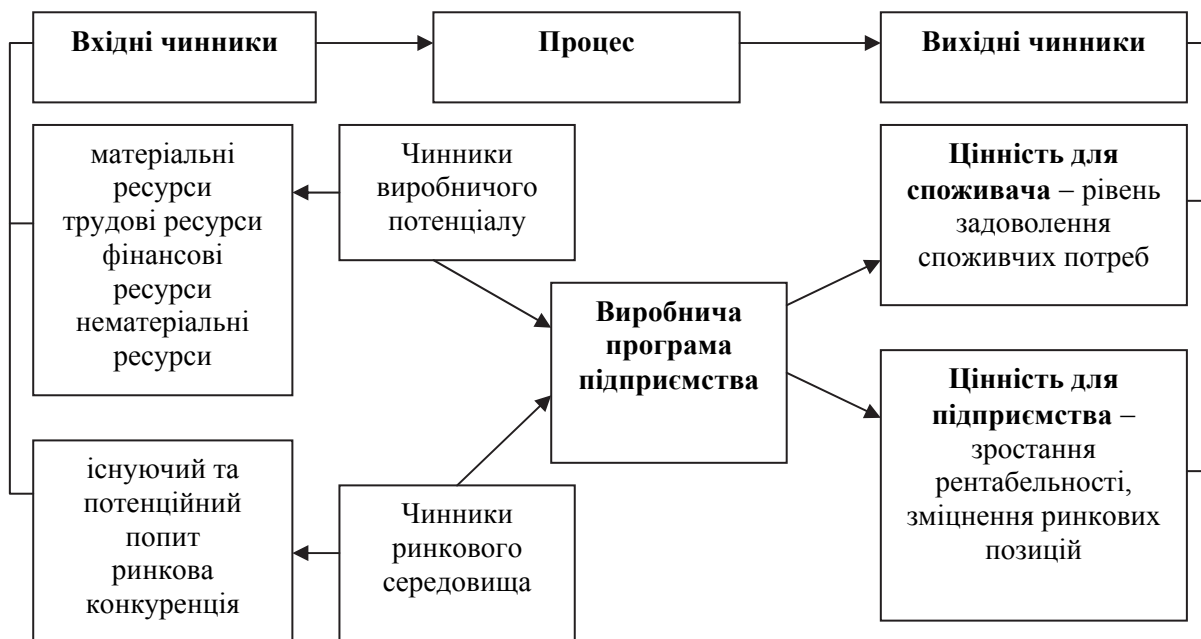 Вхідні чинники
Процес
Вихідні чинники
матеріальні
ресурси
трудові ресурси
фінансові
ресурси
нематеріальні
ресурси
Чинники
виробничого
потенціалу
Цінність для
споживача – рівень
задоволення
споживчих потреб
Виробнича
програма
підприємства
Цінність для
підприємства –
зростання
рентабельності,
зміцнення ринкових
позицій
існуючий та
потенційний
попит
ринкова
конкуренція
Чинники
ринкового
середовища